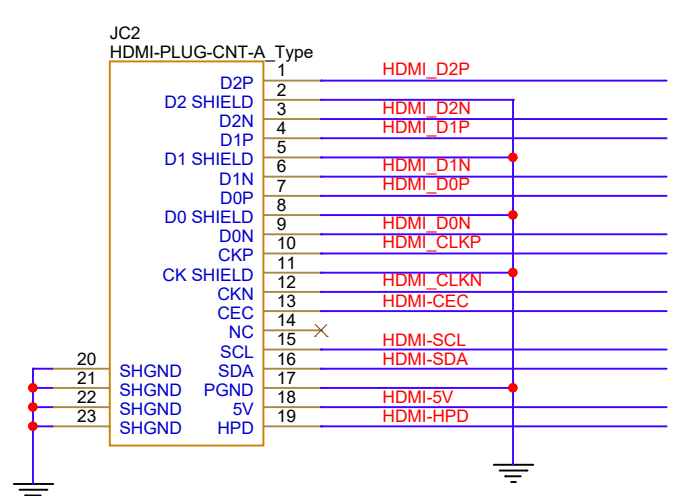 JC2
HDMI-PLUG-CNT-A_Type
D2P 1 HDMI_D2P
D2 SHIELD 2
D2N 3 HDMI_D2N
D1P 4 HDMI_D1P
D1 SHIELD 5
D1N 6 HDMI_D1N
D0P 7 HDMI_D0P
D0 SHIELD 8
D0N 9 HDMI_D0N
CKP 10 HDMI_CLKP
CK SHIELD 11
CKN 12 HDMI_CLKN
CEC 13 HDMI-CEC
NC 14
SCL 15 HDMI-SCL
20 SHGND SDA 16 HDMI-SDA
21 SHGND PGND 17
22 SHGND 5V 18 HDMI-5V
23 SHGND HPD 19 HDMI-HPD